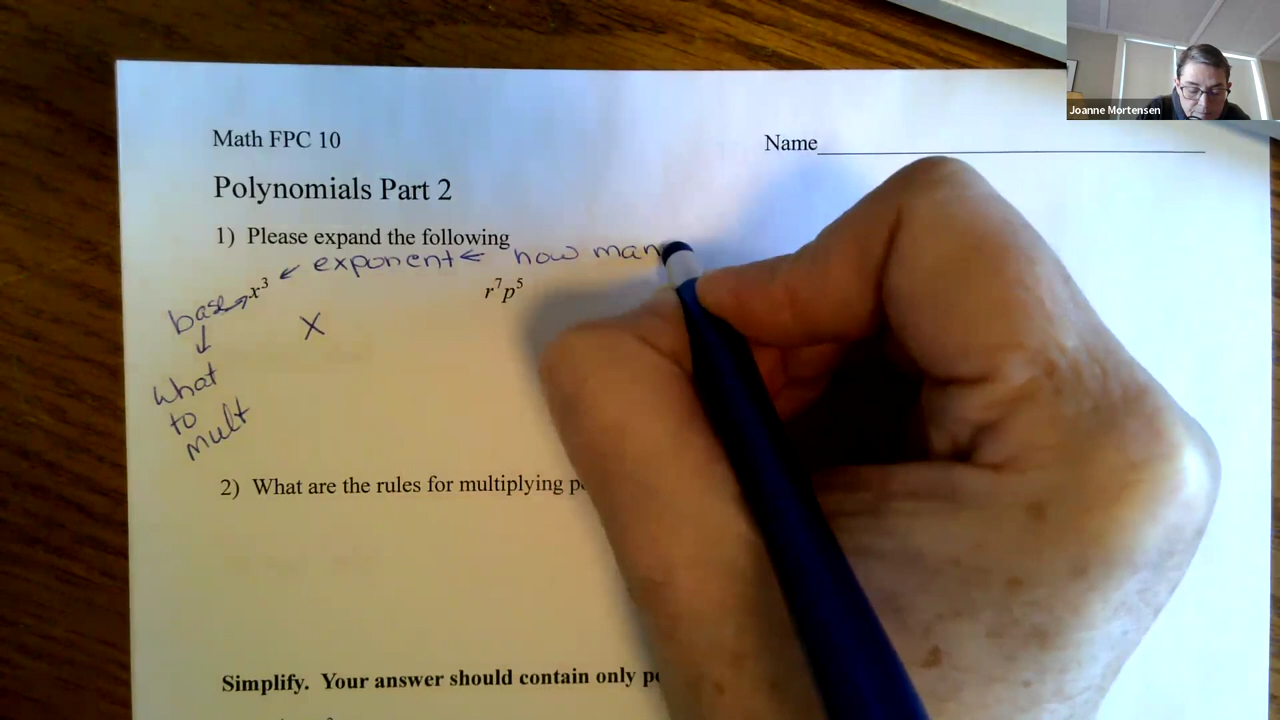 Joanne Mortensen
Math FPC 10
Name
Polynomials Part 2
1) Please expand the following
exponent how man
base x³
r⁷p⁵
X
what
to
mult
2) What are the rules for multiplying
Simplify. Your answer should contain only